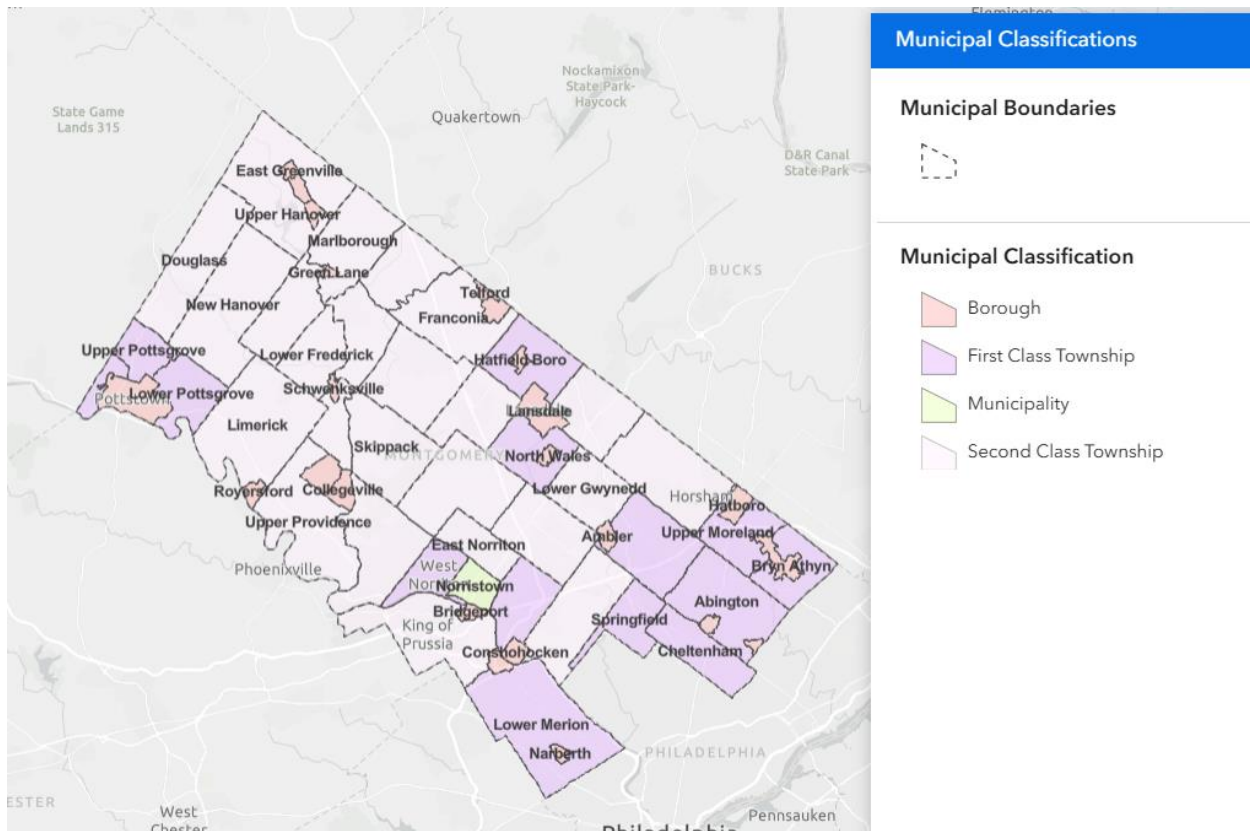 Flemington
Municipal Classifications
Municipal Boundaries
Municipal Classification
Borough
First Class Township
Municipality
Second Class Township
Nockamixon
State Park-
Haycock
State Game
Lands 315
Quakertown
D&R Canal
State Park
East Greenville
Upper Hanover
Marlborough
Douglass
Green Lane
BUCKS
New Hanover
Telford
Franconia
Upper Pottsgrove
Lower Frederick
Hatfield Boro
Schwenksville
Lower Pottsgrove
Pottstown
Lansdale
Limerick
Skippack
MONTGOMERY
North Wales
Royersford
Collegeville
Lower Gwynedd
Horsham
Hatboro
Upper Providence
Ambler
Upper Moreland
East Norriton
Phoenixville
West
Norriton
Norristown
Bryn Athyn
Bridgeport
Abington
King of
Prussia
Springfield
Conshohocken
Cheltenham
Lower Merion
Narberth
PHILADELPHIA
ESTER
West
Chester
Pennsauken
Philadelphia